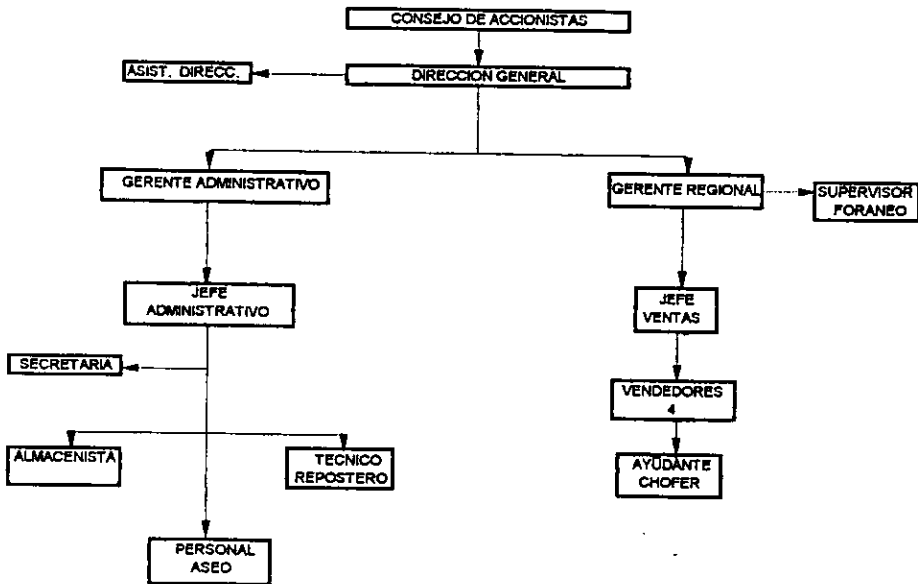 CONSEJO DE ACCIONISTAS
ASIST. DIRECC.
DIRECCION GENERAL
GERENTE ADMINISTRATIVO
GERENTE REGIONAL
SUPERVISOR
FORANEO
JEFE
ADMINISTRATIVO
JEFE
VENTAS
SECRETARIA
VENDEDORES
4
ALMACENISTA
TECNICO
REPOSTERO
AYUDANTE
CHOFER
PERSONAL
ASEO